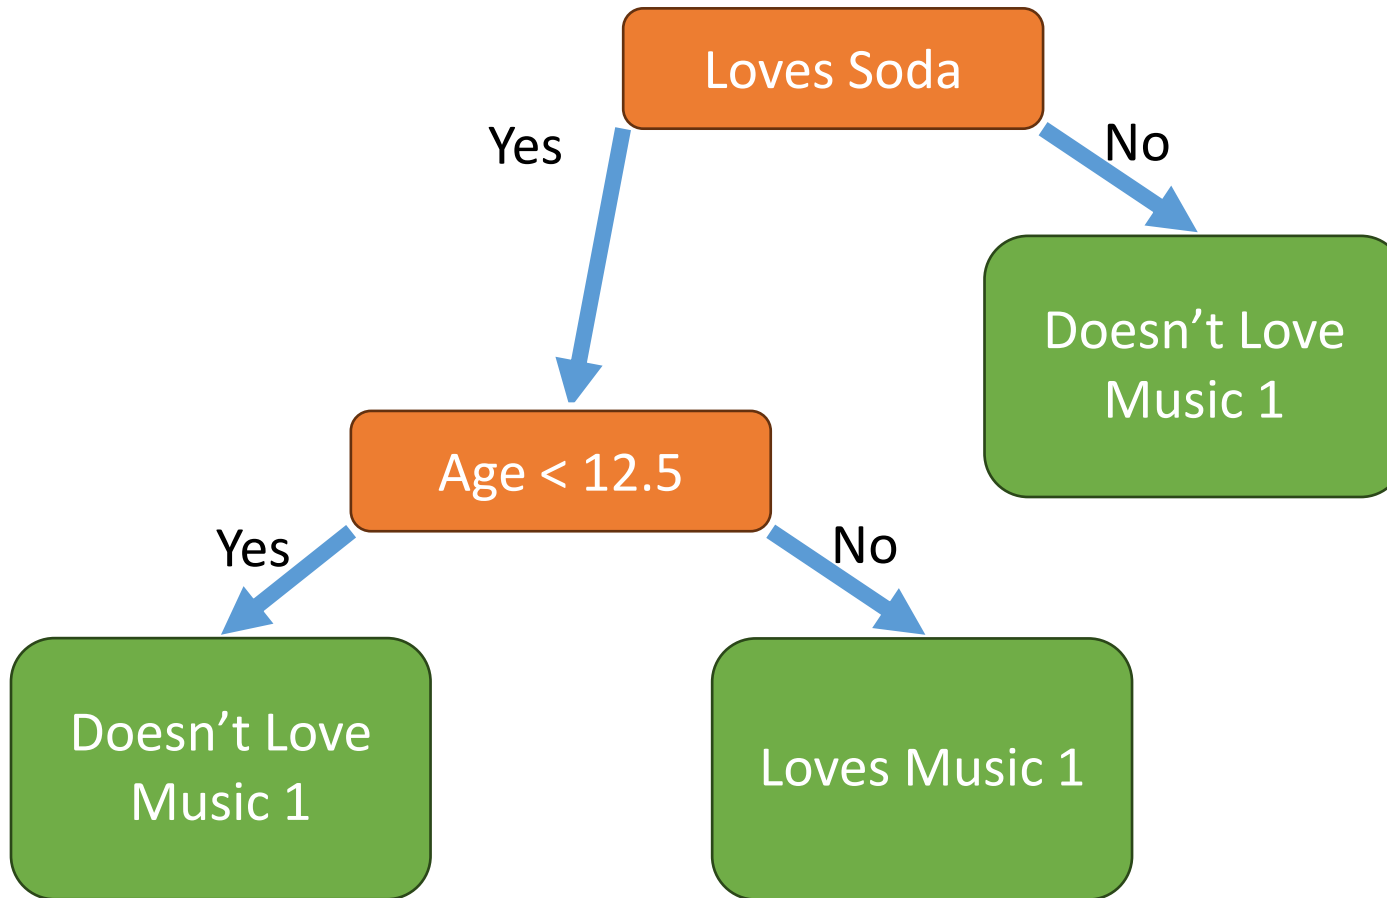 Loves Soda
Yes
No
Doesn’t Love
Music 1
Age < 12.5
Yes
No
Doesn’t Love
Music 1
Loves Music 1